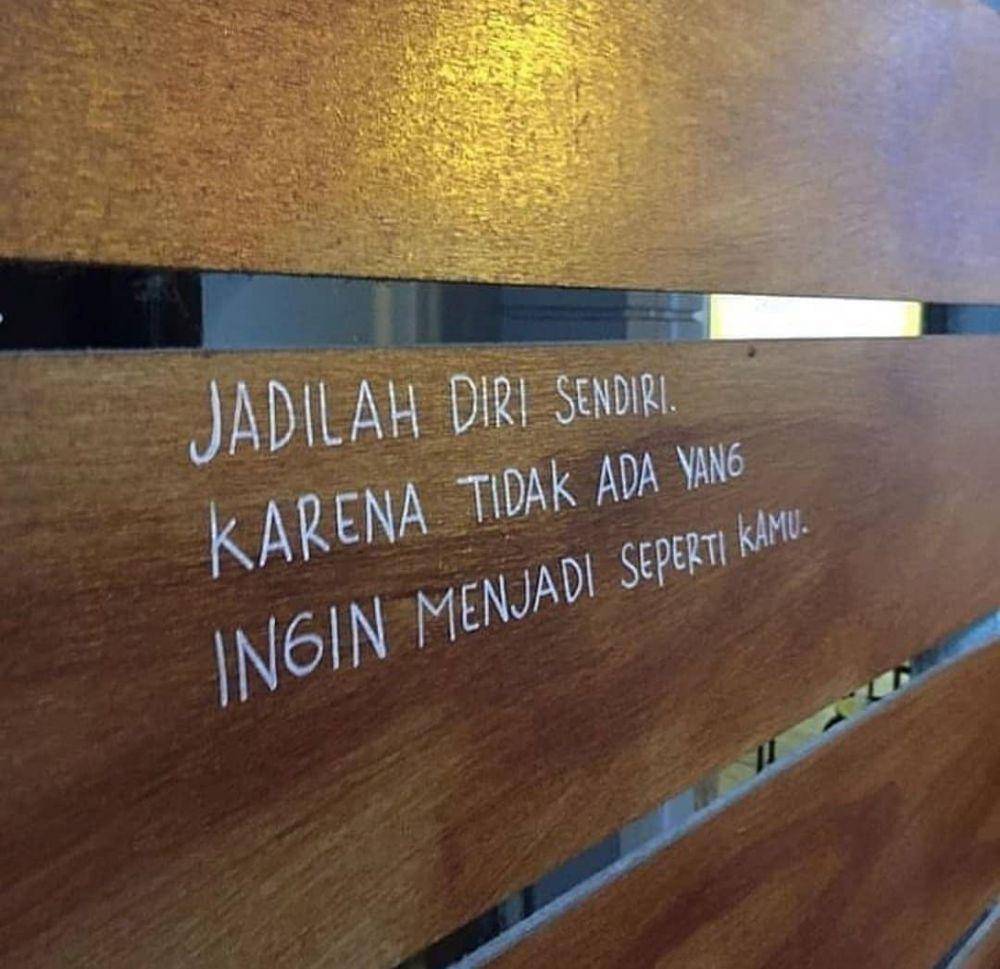 JADILAH DIRI SENDIRI.
KARENA TIDAK ADA YANG
INGIN MENJADI SEPERTI KAMU.